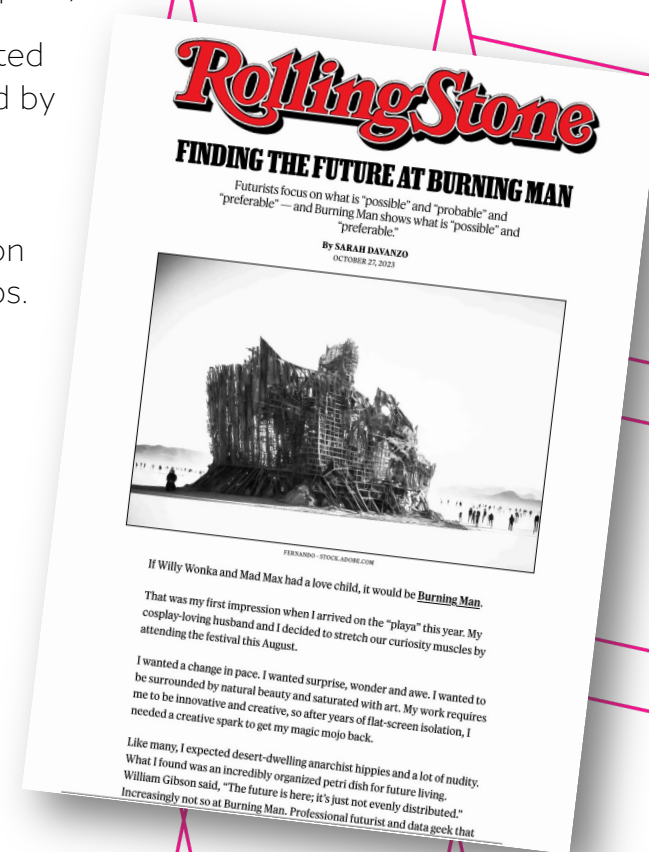 ted
d by
on
os.
Rolling Stone
FINDING THE FUTURE AT BURNING MAN
Futurists focus on what is “possible” and “probable” and
“preferable” — and Burning Man shows what is “possible” and
“preferable.”
By SARAH DAVANZO
OCTOBER 27, 2023
FERNANDO - STOCK.ADOBE.COM
If Willy Wonka and Mad Max had a love child, it would be Burning Man.
That was my first impression when I arrived on the “playa” this year. My
cosplay-loving husband and I decided to stretch our curiosity muscles by
attending the festival this August.
I wanted a change in pace. I wanted surprise, wonder and awe. I wanted to
be surrounded by natural beauty and saturated with art. My work requires
me to be innovative and creative, so after years of flat-screen isolation, I
needed a creative spark to get my magic mojo back.
Like many, I expected desert-dwelling anarchist hippies and a lot of nudity.
What I found was an incredibly organized petri dish for future living.
William Gibson said, “The future is here; it’s just not evenly distributed.”
Increasingly not so at Burning Man. Professional futurist and data geek that